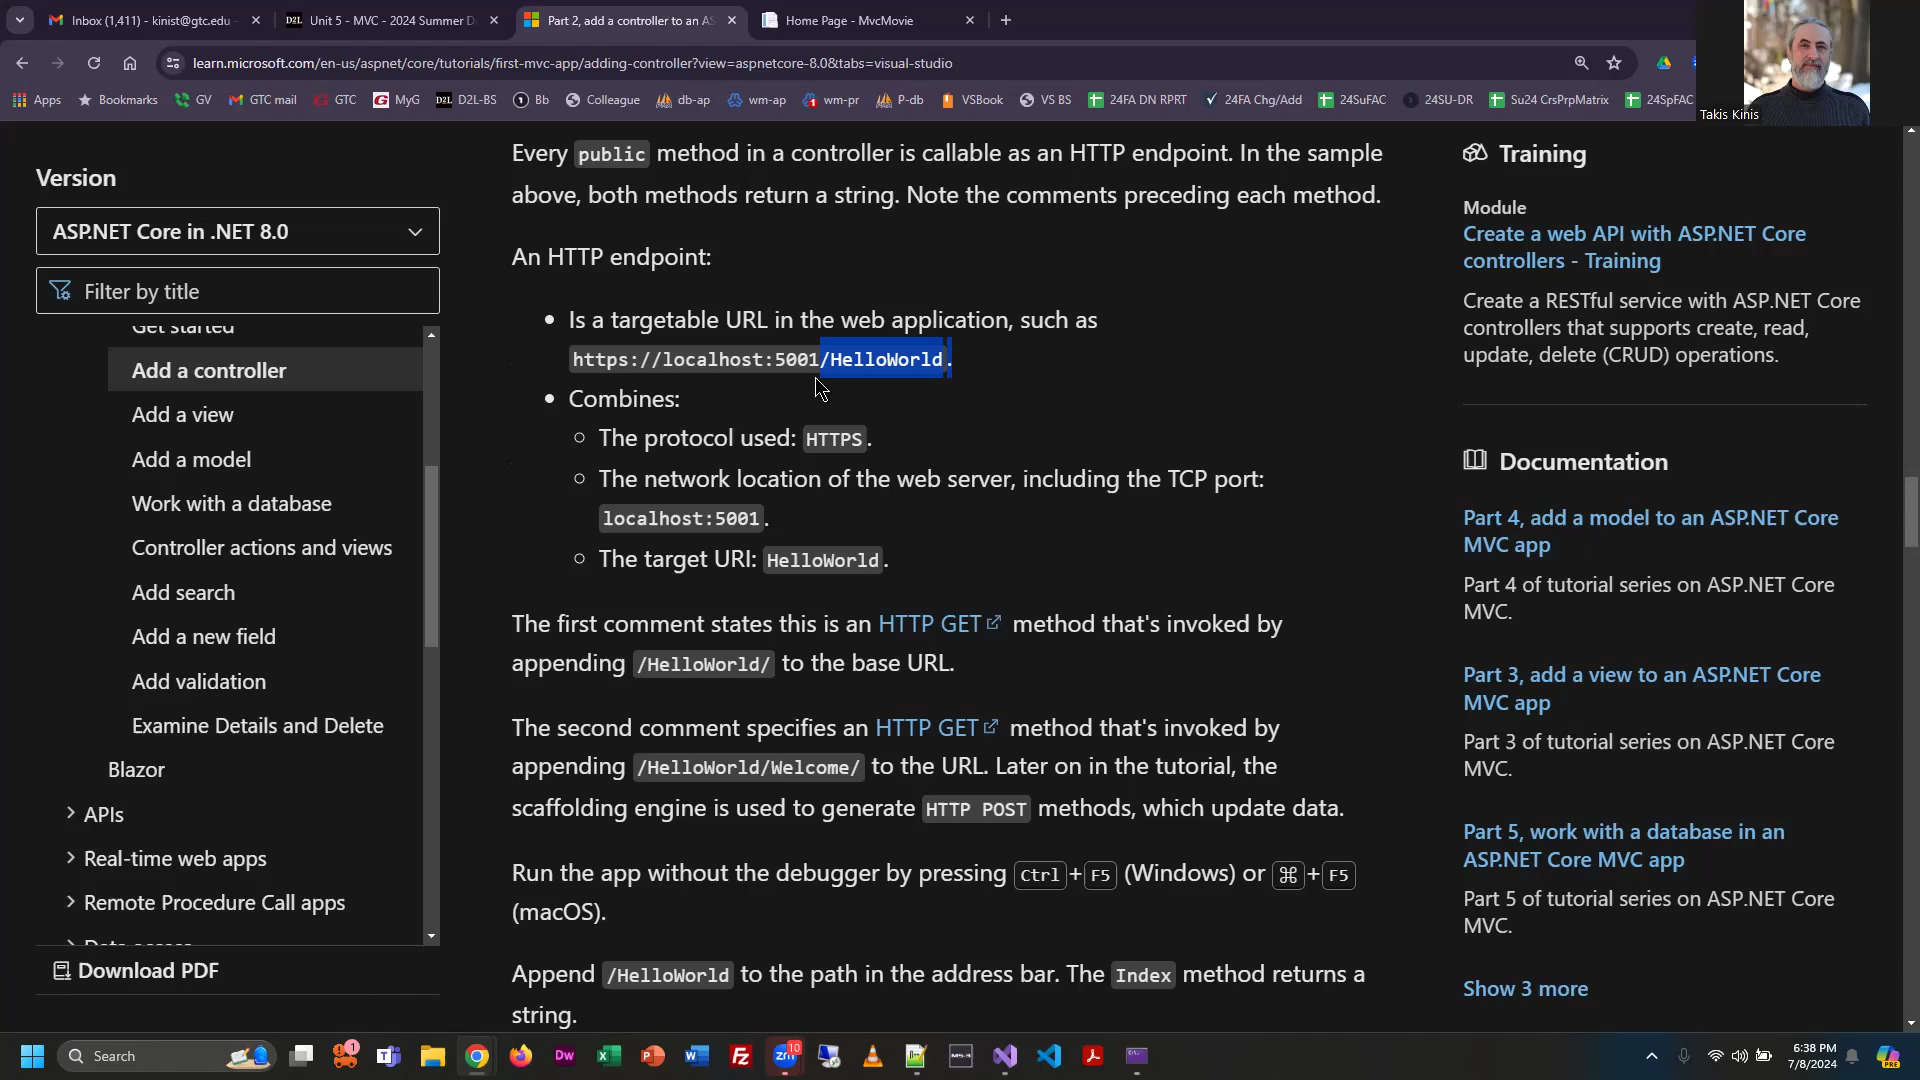 Inbox (1,411) - kinist@gtc.edu
Unit 5 - MVC - 2024 Summer D
Part 2, add a controller to an AS
Home Page - MvcMovie
learn.microsoft.com/en-us/aspnet/core/tutorials/first-mvc-app/adding-controller?view=aspnetcore-8.0&tabs=visual-studio
Apps
Bookmarks
GV
GTC mail
GTC
MyG
D2L-BS
Bb
Colleague
db-ap
wm-ap
wm-pr
P-db
VSBook
VS BS
24FA DN RPRT
24FA Chg/Add
24SuFAC
24SU-DR
Su24 CrsPrpMatrix
24SpFAC
Takis Kinis
Version
ASP.NET Core in .NET 8.0
Filter by title
Get started
Add a controller
Add a view
Add a model
Work with a database
Controller actions and views
Add search
Add a new field
Add validation
Examine Details and Delete
Blazor
APIs
Real-time web apps
Remote Procedure Call apps
Data access
Download PDF
Every public method in a controller is callable as an HTTP endpoint. In the sample
above, both methods return a string. Note the comments preceding each method.
An HTTP endpoint:
• Is a targetable URL in the web application, such as
https://localhost:5001/HelloWorld.
• Combines:
○ The protocol used: HTTPS.
○ The network location of the web server, including the TCP port:
localhost:5001.
○ The target URI: HelloWorld.
The first comment states this is an HTTP GET method that's invoked by
appending /HelloWorld/ to the base URL.
The second comment specifies an HTTP GET method that's invoked by
appending /HelloWorld/Welcome/ to the URL. Later on in the tutorial, the
scaffolding engine is used to generate HTTP POST methods, which update data.
Run the app without the debugger by pressing Ctrl+F5 (Windows) or ⌘+F5
(macOS).
Append /HelloWorld to the path in the address bar. The Index method returns a
string.
Training
Module
Create a web API with ASP.NET Core
controllers - Training
Create a RESTful service with ASP.NET Core
controllers that supports create, read,
update, delete (CRUD) operations.
Documentation
Part 4, add a model to an ASP.NET Core
MVC app
Part 4 of tutorial series on ASP.NET Core
MVC.
Part 3, add a view to an ASP.NET Core
MVC app
Part 3 of tutorial series on ASP.NET Core
MVC.
Part 5, work with a database in an
ASP.NET Core MVC app
Part 5 of tutorial series on ASP.NET Core
MVC.
Show 3 more
Search
6:38 PM
7/8/2024